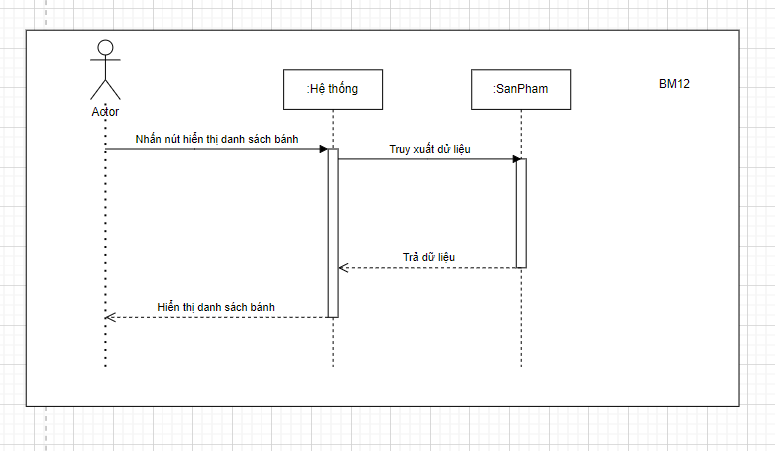 :Hệ thống
:SanPham
BM12
Actor
Nhấn nút hiển thị danh sách bánh
Truy xuất dử liệu
Trả dữ liệu
Hiển thị danh sách bánh